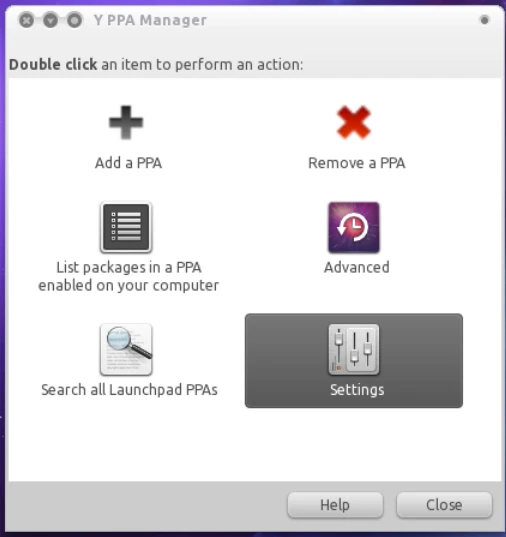 Y PPA Manager
Double click an item to perform an action:
Add a PPA
Remove a PPA
List packages in a PPA
enabled on your computer
Advanced
Search all Launchpad PPAs
Settings
Help
Close